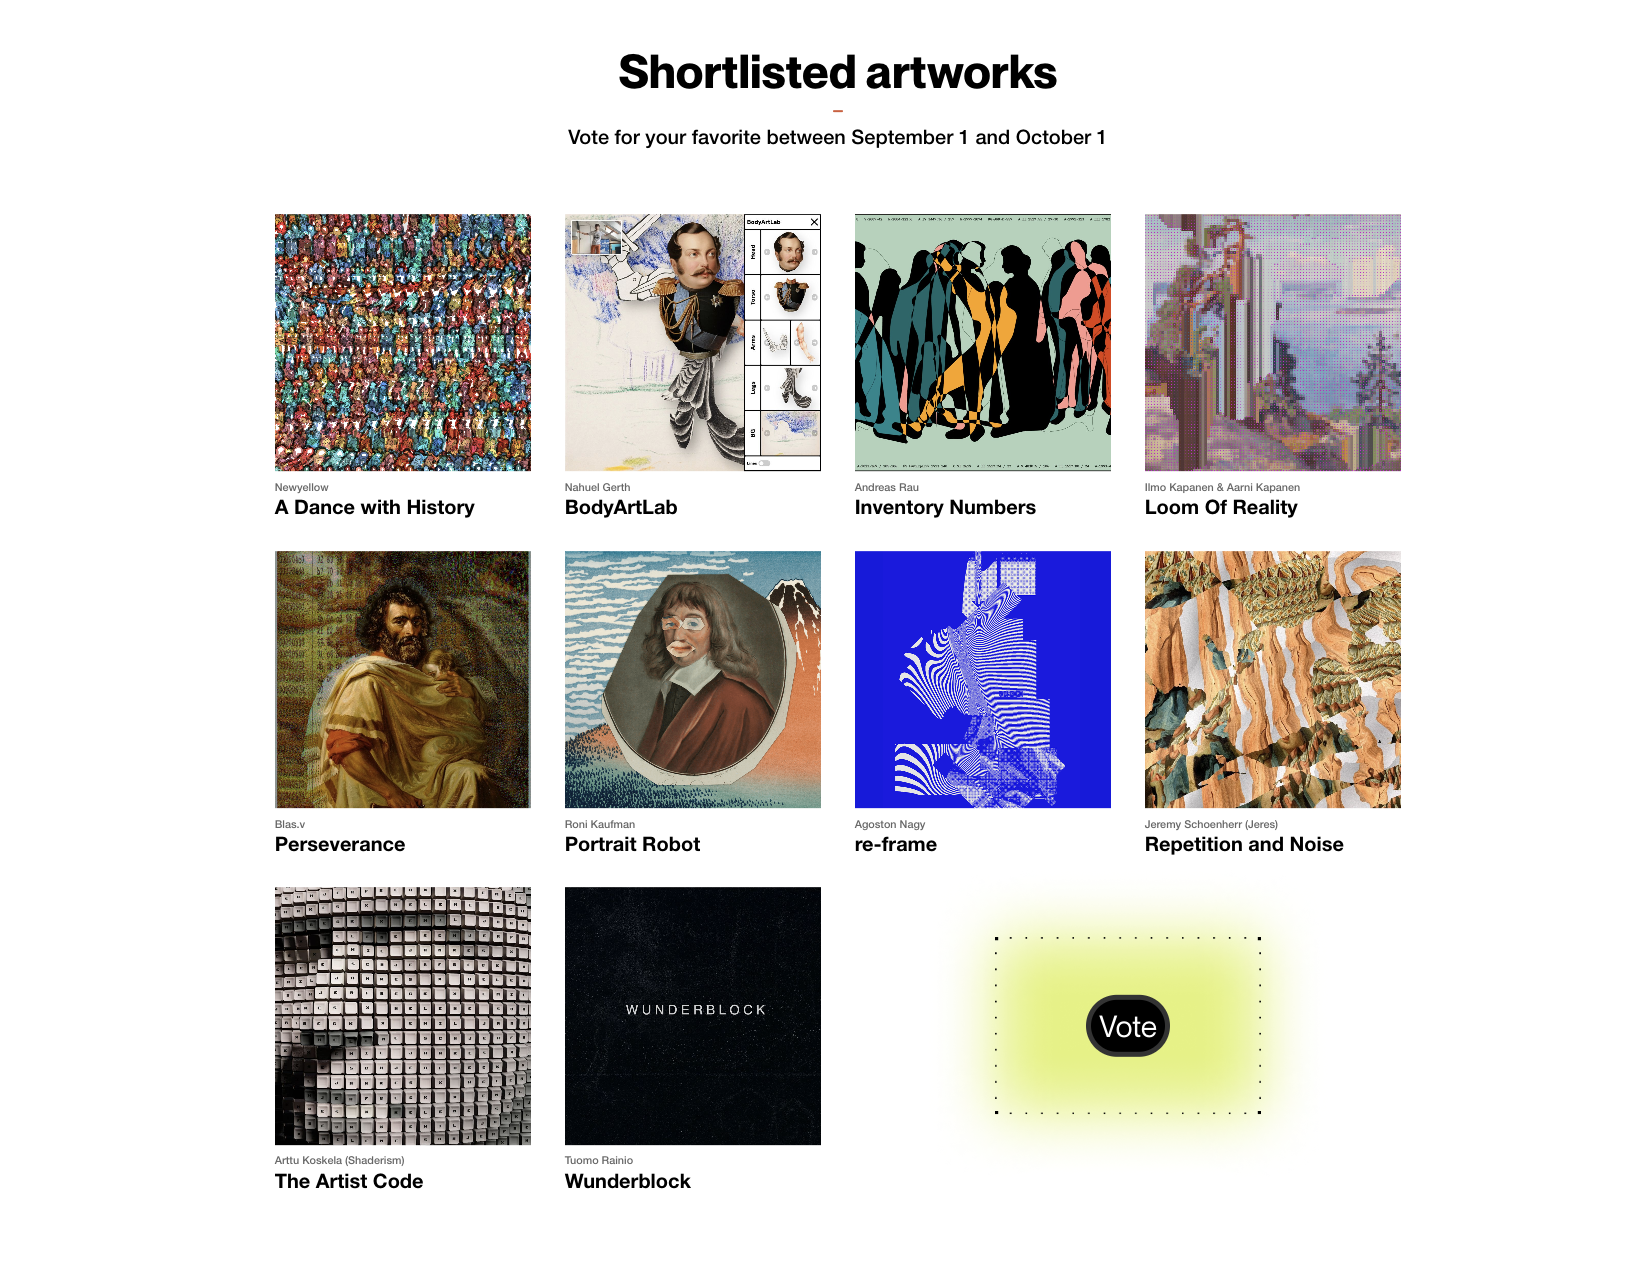 Shortlisted artworks
Vote for your favorite between September 1 and October 1
BodyArtLab
Head
Torso
Arms
Legs
BG
Lines
Newyellow
A Dance with History
Nahuel Gerth
BodyArtLab
Andreas Rau
Inventory Numbers
Ilmo Kapanen & Aarni Kapanen
Loom Of Reality
Blas.v
Perseverance
Roni Kaufman
Portrait Robot
Agoston Nagy
re-frame
Jeremy Schoenherr (Jeres)
Repetition and Noise
WUNDERBLOCK
Vote
Arttu Koskela (Shaderism)
The Artist Code
Tuomo Rainio
Wunderblock